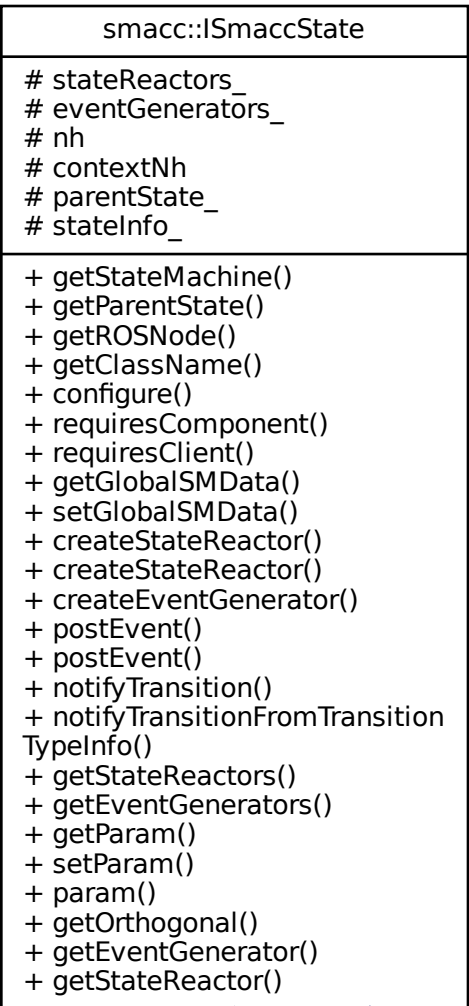 smacc::ISmaccState
# stateReactors_
# eventGenerators_
# nh
# contextNh
# parentState_
# stateInfo_
+ getStateMachine()
+ getParentState()
+ getROSNode()
+ getClassName()
+ configure()
+ requiresComponent()
+ requiresClient()
+ getGlobalSMData()
+ setGlobalSMData()
+ createStateReactor()
+ createStateReactor()
+ createEventGenerator()
+ postEvent()
+ postEvent()
+ notifyTransition()
+ notifyTransitionFromTransition
TypeInfo()
+ getStateReactors()
+ getEventGenerators()
+ getParam()
+ setParam()
+ param()
+ getOrthogonal()
+ getEventGenerator()
+ getStateReactor()